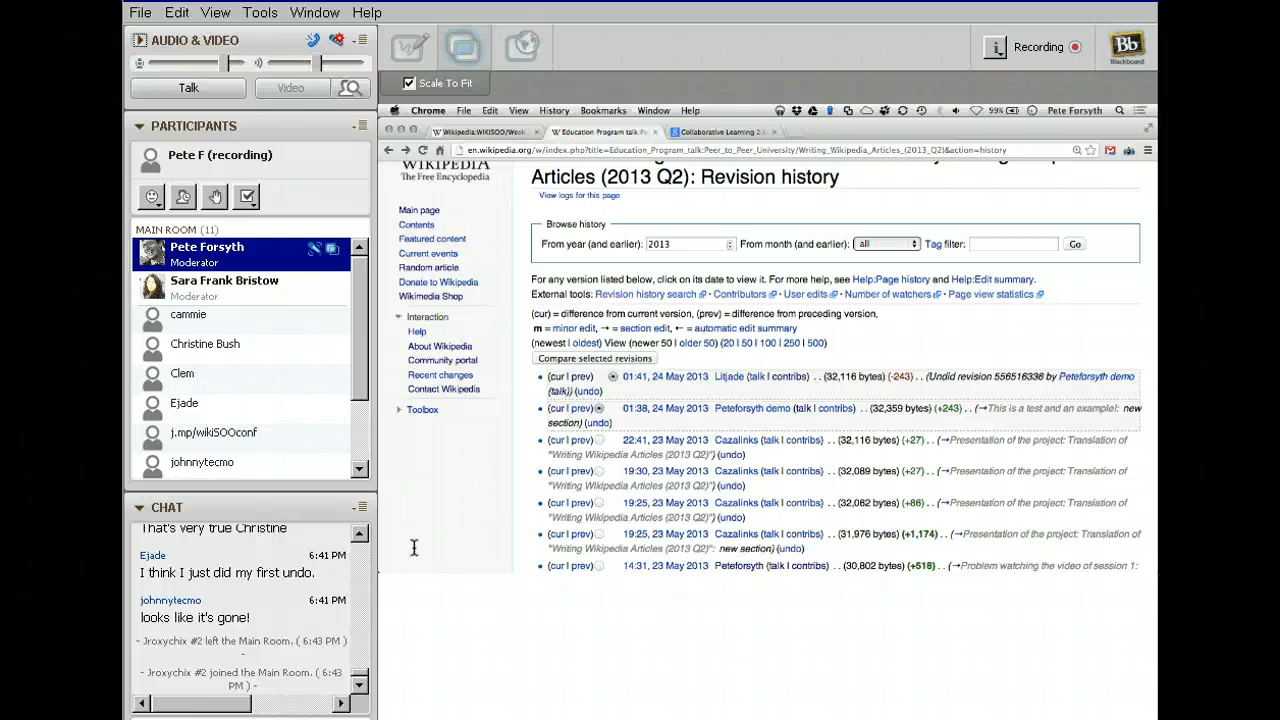 File Edit View Tools Window Help
AUDIO & VIDEO
Talk
Video
PARTICIPANTS
Pete F (recording)
MAIN ROOM (11)
Pete Forsyth
Moderator
Sara Frank Bristow
Moderator
cammie
Christine Bush
Clem
Ejade
j.mp/wikiSOOconf
johnnytecmo
CHAT
That's very true Christine
Ejade 6:41 PM
I think I just did my first undo.
johnnytecmo 6:41 PM
looks like it's gone!
- Jroxychix #2 left the Main Room. ( 6:43 PM )
-
- Jroxychix #2 joined the Main Room. ( 6:43
PM ) -
i Recording
Bb
Blackboard
Scale To Fit
Chrome File Edit View History Bookmarks Window Help 99% Pete Forsyth
Wikipedia:WIKISOO/Week Education Program talk:P Collaborative Learning 2.
en.wikipedia.org/w/index.php?title=Education_Program_talk:Peer_to_Peer_University/Writing_Wikipedia_Articles_(2013_Q2)&action=history
WIKIPEDIA
The Free Encyclopedia
Main page
Contents
Featured content
Current events
Random article
Donate to Wikipedia
Wikimedia Shop
Interaction
Help
About Wikipedia
Community portal
Recent changes
Contact Wikipedia
Toolbox
Articles (2013 Q2): Revision history
View logs for this page
Browse history
From year (and earlier): 2013 From month (and earlier): all Tag filter: Go
For any version listed below, click on its date to view it. For more help, see Help:Page history and Help:Edit summary.
External tools: Revision history search · Contributors · User edits · Number of watchers · Page view statistics
(cur) = difference from current version, (prev) = difference from preceding version,
m = minor edit, → = section edit, ← = automatic edit summary
(newest | oldest) View (newer 50 | older 50) (20 | 50 | 100 | 250 | 500)
Compare selected revisions
(cur | prev) 01:41, 24 May 2013 Litjade (talk | contribs) . . (32,116 bytes) (-243) . . (Undid revision 556516336 by Peteforsyth demo
(talk)) (undo)
(cur | prev) 01:38, 24 May 2013 Peteforsyth demo (talk | contribs) . . (32,359 bytes) (+243) . . (→This is a test and an example!: new
section) (undo)
(cur | prev) 22:41, 23 May 2013 Cazalinks (talk | contribs) . . (32,116 bytes) (+27) . . (→Presentation of the project: Translation of
"Writing Wikipedia Articles (2013 Q2)") (undo)
(cur | prev) 19:30, 23 May 2013 Cazalinks (talk | contribs) . . (32,089 bytes) (+27) . . (→Presentation of the project: Translation of
"Writing Wikipedia Articles (2013 Q2)") (undo)
(cur | prev) 19:25, 23 May 2013 Cazalinks (talk | contribs) . . (32,062 bytes) (+86) . . (→Presentation of the project: Translation of
"Writing Wikipedia Articles (2013 Q2)") (undo)
(cur | prev) 19:25, 23 May 2013 Cazalinks (talk | contribs) . . (31,976 bytes) (+1,174) . . (→Presentation of the project: Translation of
"Writing Wikipedia Articles (2013 Q2)": new section) (undo)
(cur | prev) 14:31, 23 May 2013 Peteforsyth (talk | contribs) . . (30,802 bytes) (+518) . . (→Problem watching the video of session 1: